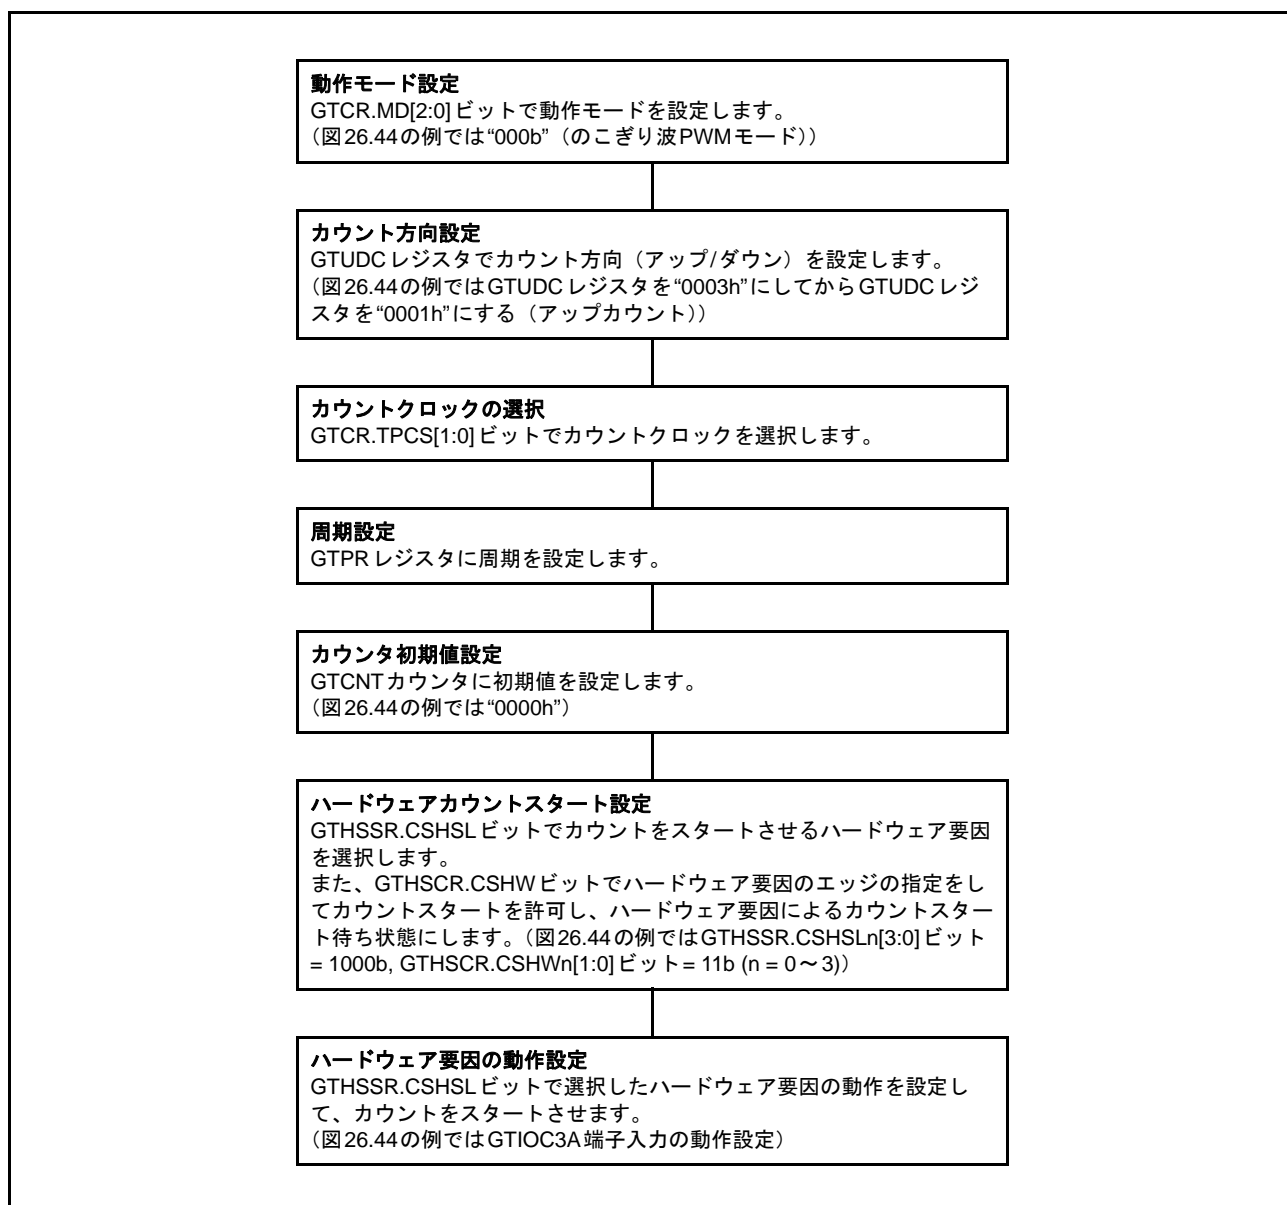 動作モード設定
GTCR.MD[2:0]ビットで動作モードを設定します。
（図26.44の例では“000b”（のこぎり波PWMモード））
カウント方向設定
GTUDCレジスタでカウント方向（アップ/ダウン）を設定します。
（図26.44の例ではGTUDCレジスタを“0003h”にしてからGTUDCレジ
スタを“0001h”にする（アップカウント））
カウントクロックの選択
GTCR.TPCS[1:0]ビットでカウントクロックを選択します。
周期設定
GTPRレジスタに周期を設定します。
カウンタ初期値設定
GTCNTカウンタに初期値を設定します。
（図26.44の例では“0000h”）
ハードウェアカウントスタート設定
GTHSSR.CSHSLビットでカウントをスタートさせるハードウェア要因
を選択します。
また、GTHSCR.CSHWビットでハードウェア要因のエッジの指定をし
てカウントスタートを許可し、ハードウェア要因によるカウントスター
ト待ち状態にします。（図26.44の例ではGTHSSR.CSHSLn[3:0]ビット
= 1000b, GTHSCR.CSHWn[1:0]ビット= 11b (n = 0～3)）
ハードウェア要因の動作設定
GTHSSR.CSHSLビットで選択したハードウェア要因の動作を設定し
て、カウントをスタートさせます。
（図26.44の例ではGTIOC3A端子入力の動作設定）